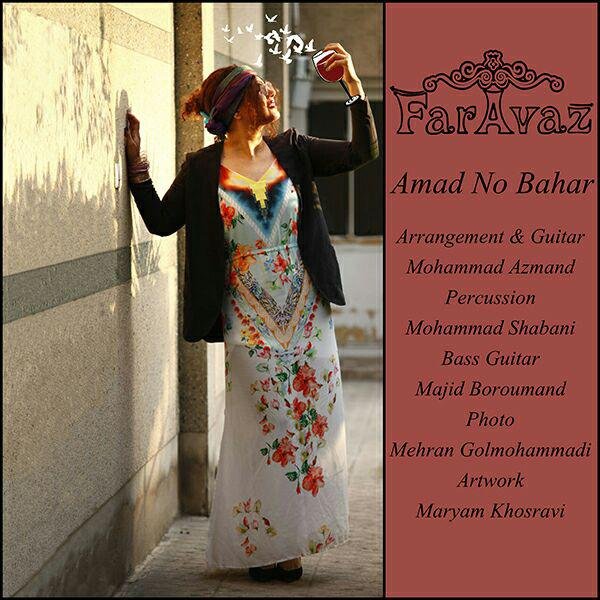 FarAvaz
Amad No Bahar
Arrangement & Guitar
Mohammad Azmand
Percussion
Mohammad Shabani
Bass Guitar
Majid Boroumand
Photo
Mehran Golmohammadi
Artwork
Maryam Khosravi